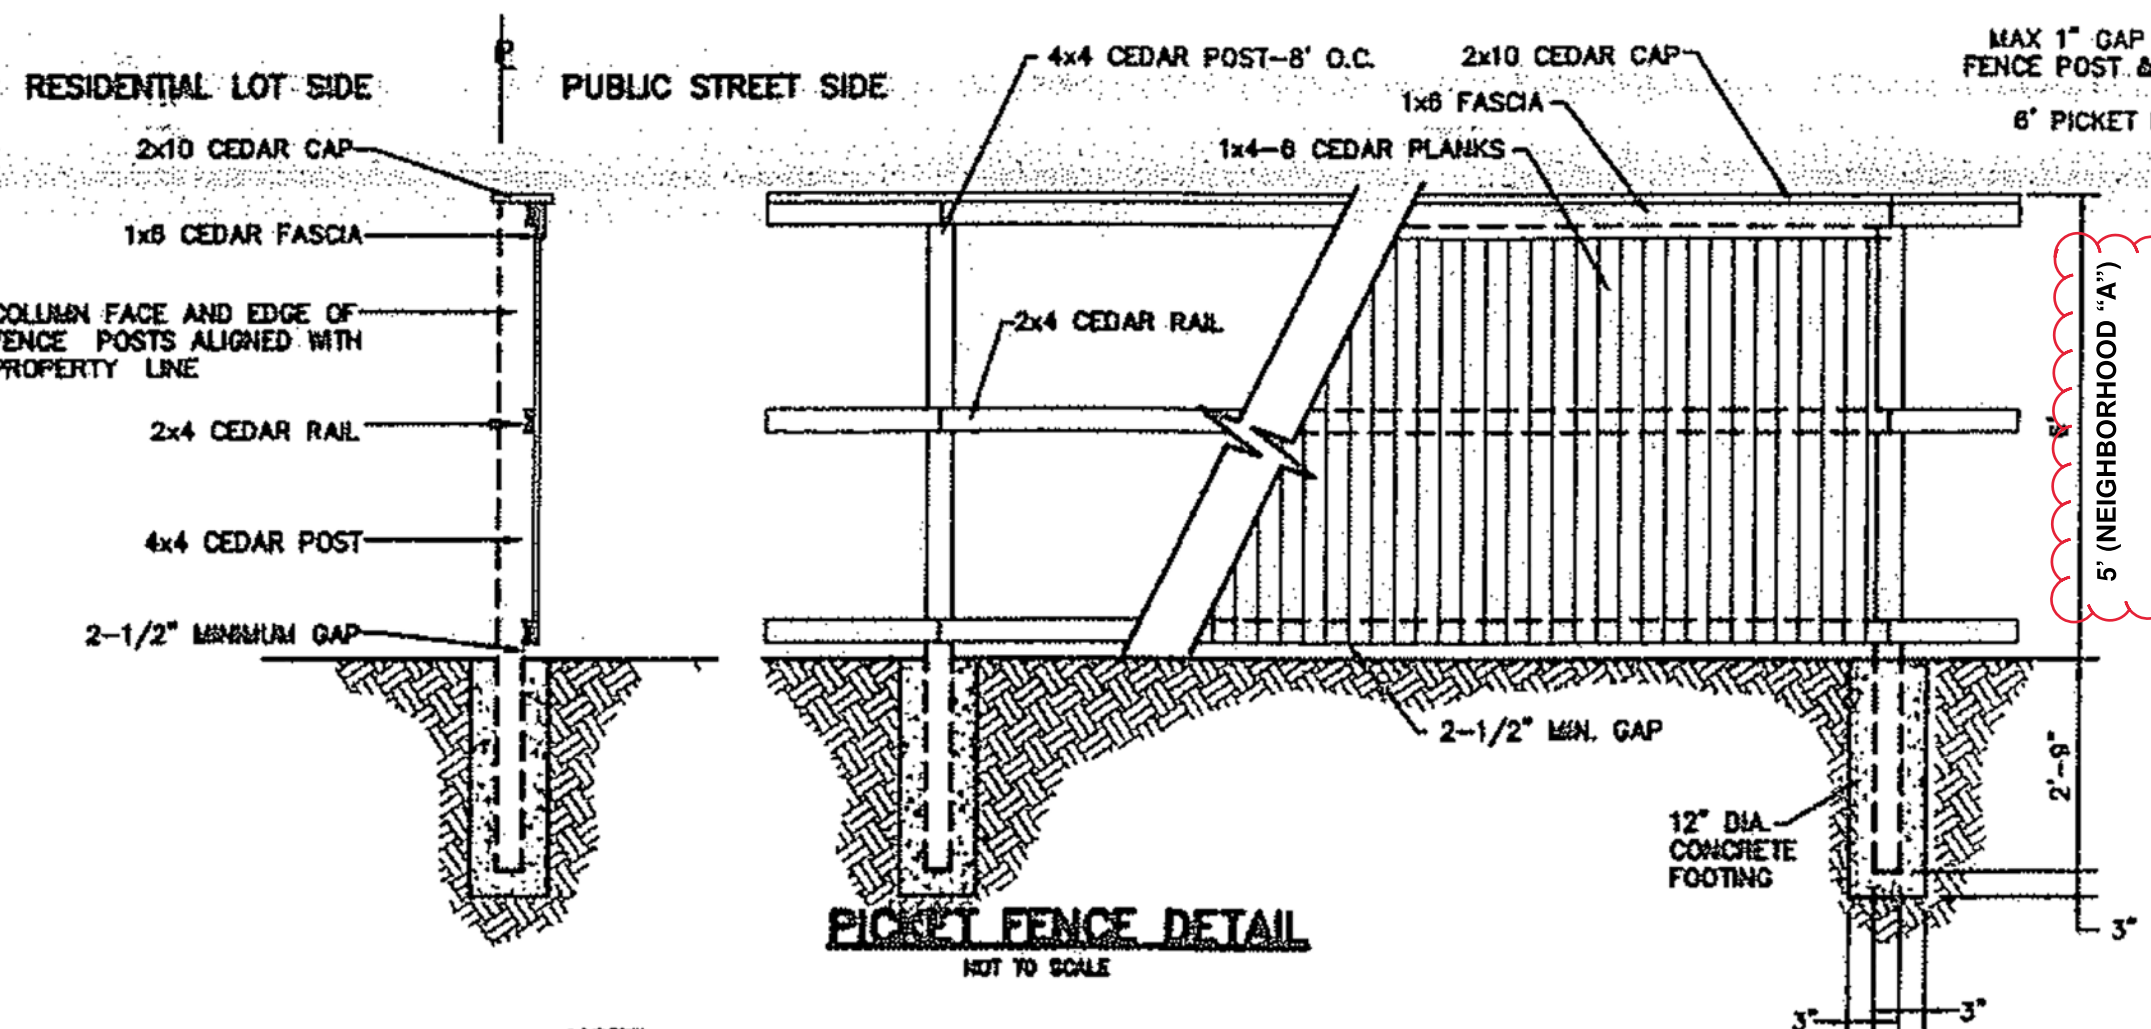 RESIDENTIAL LOT SIDE
PUBLIC STREET SIDE
4x4 CEDAR POST-8' O.C.
2x10 CEDAR CAP
MAX 1" GAP
FENCE POST &
6' PICKET
1x6 FASCIA
1x4-6 CEDAR PLANKS
2x10 CEDAR CAP
1x6 CEDAR FASCIA
COLUMN FACE AND EDGE OF
FENCE POSTS ALIGNED WITH
PROPERTY LINE
2x4 CEDAR RAIL
2x4 CEDAR RAIL
4x4 CEDAR POST
2-1/2" MINIMUM GAP
5' (NEIGHBORHOOD “A”)
2-1/2" MIN. GAP
2'-9"
12" DIA.
CONCRETE
FOOTING
3"
PICKET FENCE DETAIL
NOT TO SCALE
3"
3"